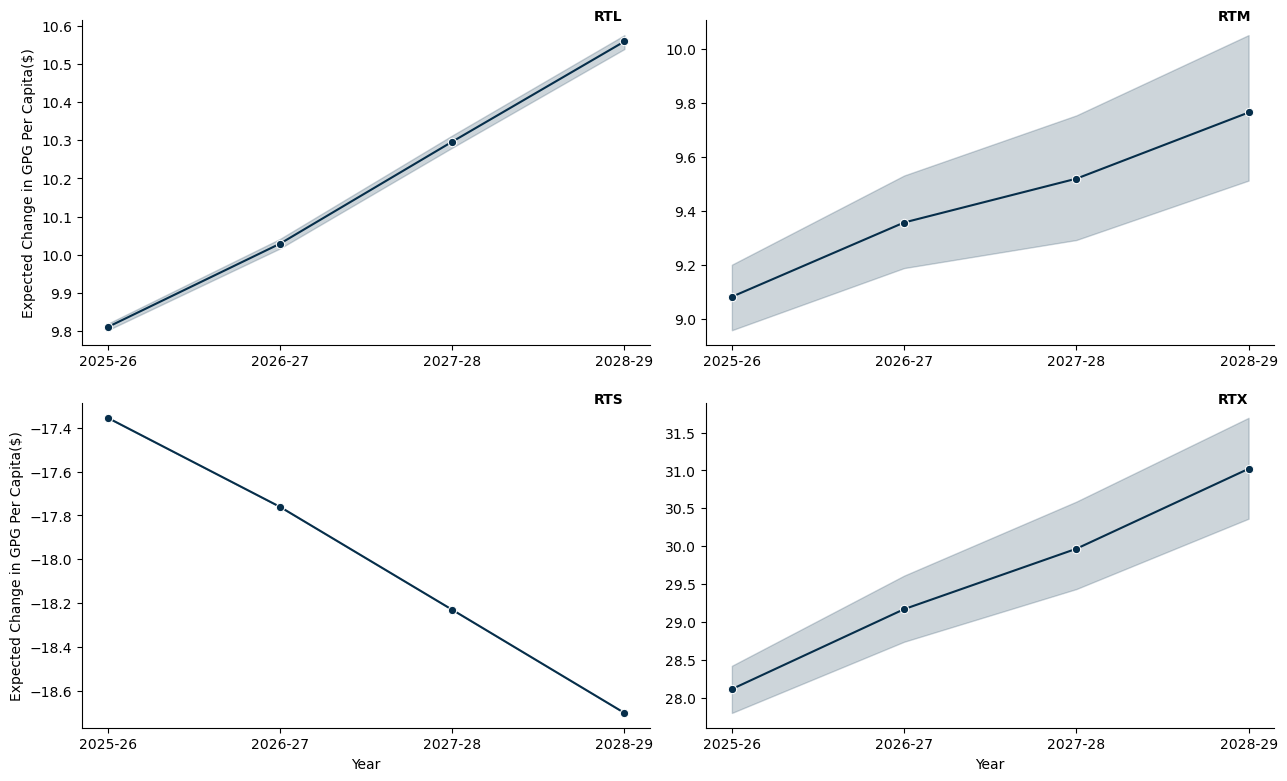 RTL
Expected Change in GPG Per Capita($)
10.6
10.5
10.4
10.3
10.2
10.1
10.0
9.9
9.8
2025-26 2026-27 2027-28 2028-29
RTM
10.0
9.8
9.6
9.4
9.2
9.0
2025-26 2026-27 2027-28 2028-29
RTS
Expected Change in GPG Per Capita($)
−17.4
−17.6
−17.8
−18.0
−18.2
−18.4
−18.6
2025-26 2026-27 2027-28 2028-29
Year
RTX
31.5
31.0
30.5
30.0
29.5
29.0
28.5
28.0
2025-26 2026-27 2027-28 2028-29
Year